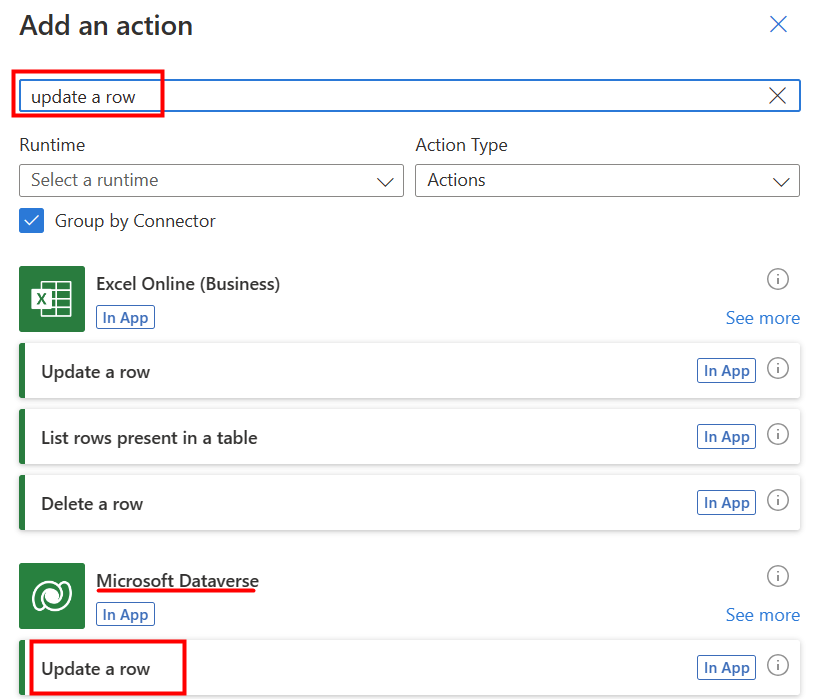 Add an action
update a row
Runtime
Action Type
Select a runtime
Actions
Group by Connector
X
Excel Online (Business)
In App
See more
Update a row
In App
List rows present in a table
In App
Delete a row
In App
Microsoft Dataverse
In App
See more
Update a row
In App